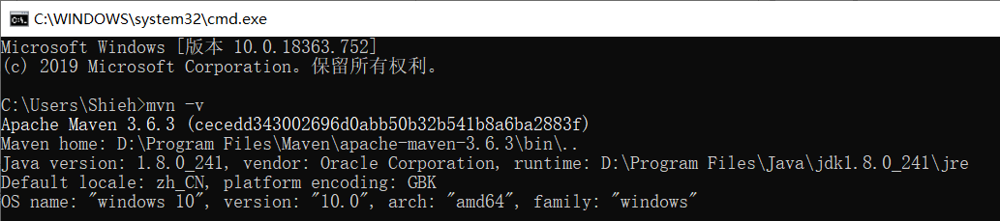 C:\WINDOWS\system32\cmd.exe
Microsoft Windows [版本 10.0.18363.752]
(c) 2019 Microsoft Corporation。保留所有权利。
C:\Users\Shieh>mvn -v
Apache Maven 3.6.3 (cecedd343002696d0abb50b32b541b8a6ba2883f)
Maven home: D:\Program Files\Maven\apache-maven-3.6.3\bin\..
Java version: 1.8.0_241, vendor: Oracle Corporation, runtime: D:\Program Files\Java\jdk1.8.0_241\jre
Default locale: zh_CN, platform encoding: GBK
OS name: "windows 10", version: "10.0", arch: "amd64", family: "windows"